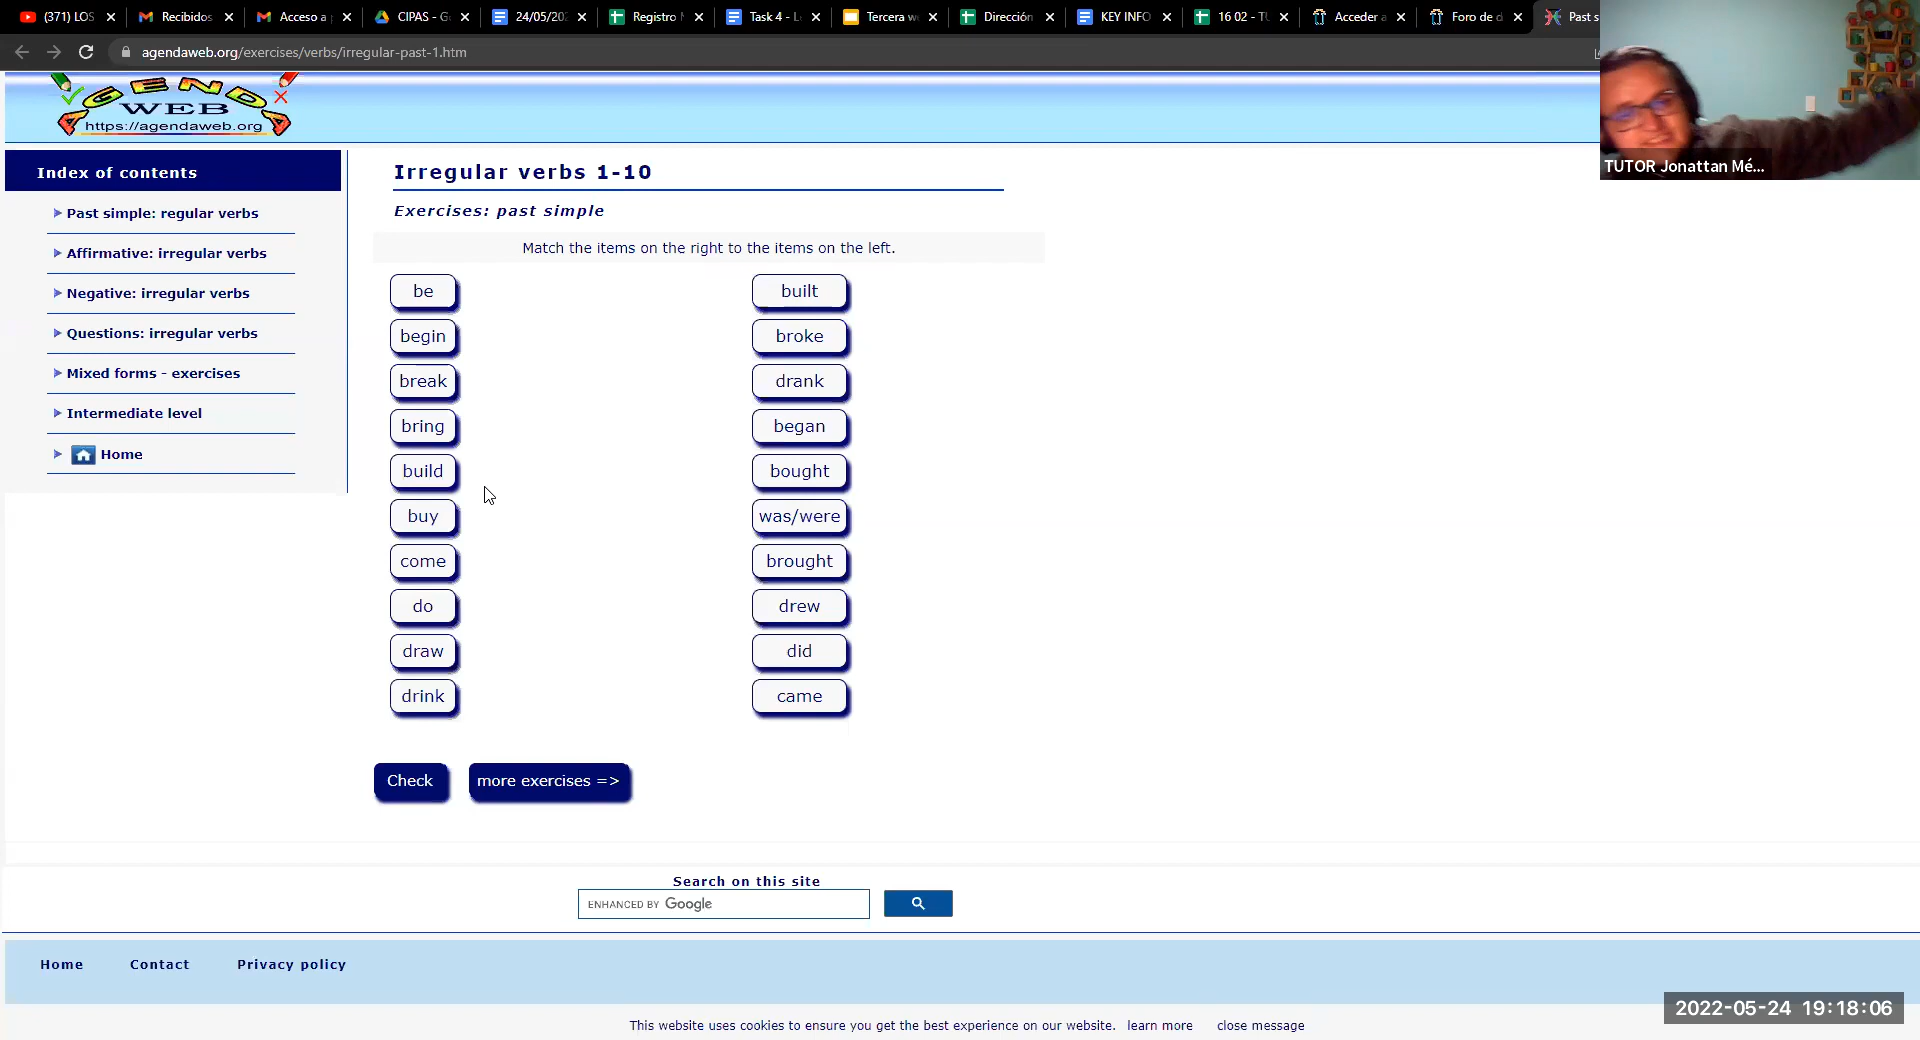 (371) LOS
Recibidos
Acceso a
CIPAS - G
24/05/202
Registro
Task 4 - L
Tercera w
Dirección
KEY INFO
16 02 - TU
Acceder a
Foro de d
Past s
agendaweb.org/exercises/verbs/irregular-past-1.htm
AGENDA
WEB
https://agendaweb.org
TUTOR Jonattan Mé...
Index of contents
Past simple: regular verbs
Affirmative: irregular verbs
Negative: irregular verbs
Questions: irregular verbs
Mixed forms - exercises
Intermediate level
Home
Irregular verbs 1-10
Exercises: past simple
Match the items on the right to the items on the left.
be built
begin broke
break drank
bring began
build bought
buy was/were
come brought
do drew
draw did
drink came
Check more exercises =>
Search on this site
ENHANCED BY Google
Home Contact Privacy policy
2022-05-24 19:18:06
This website uses cookies to ensure you get the best experience on our website. learn more close message